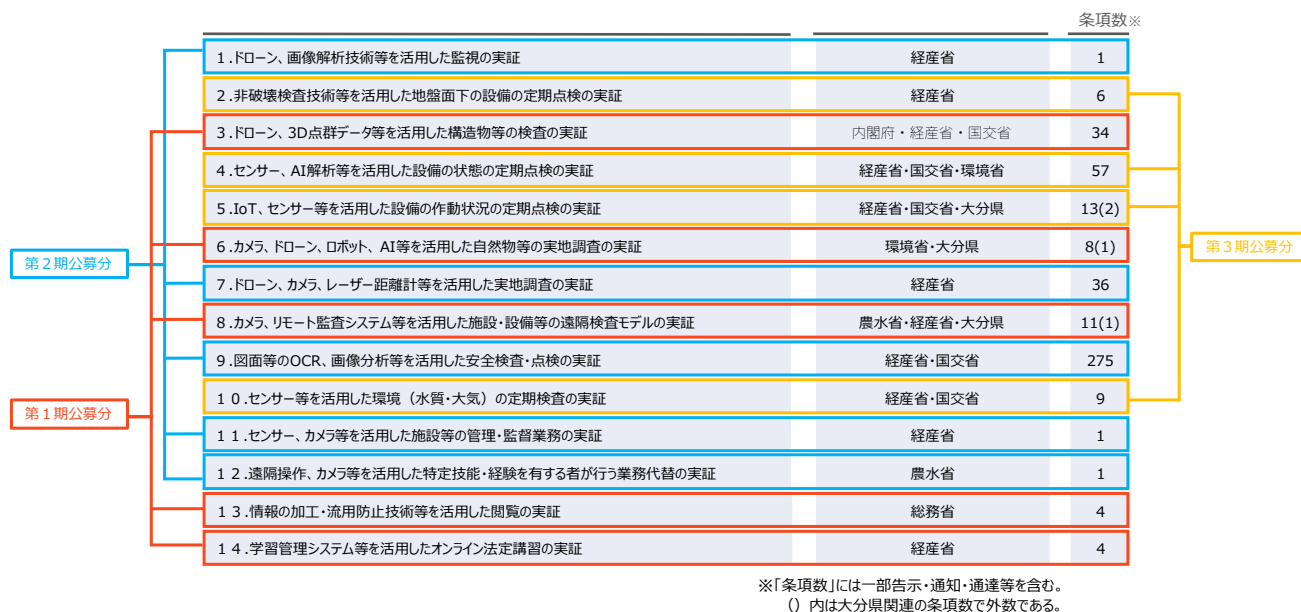 条項数※
1.ドローン、画像解析技術等を活用した監視の実証 経産省 1
2.非破壊検査技術等を活用した地盤面下の設備の定期点検の実証 経産省 6
3.ドローン、3D点群データ等を活用した構造物等の検査の実証 内閣府・経産省・国交省 34
4.センサー、AI解析等を活用した設備の状態の定期点検の実証 経産省・国交省・環境省 57
5.IoT、センサー等を活用した設備の作動状況の定期点検の実証 経産省・国交省・大分県 13(2)
6.カメラ、ドローン、ロボット、AI等を活用した自然物等の実地調査の実証 環境省・大分県 8(1)
第2期公募分
第3期公募分
7.ドローン、カメラ、レーザー距離計等を活用した実地調査の実証 経産省 36
8.カメラ、リモート監査システム等を活用した施設・設備等の遠隔検査モデルの実証 農水省・経産省・大分県 11(1)
9.図面等のOCR、画像分析等を活用した安全検査・点検の実証 経産省・国交省 275
10.センサー等を活用した環境（水質・大気）の定期検査の実証 経産省・国交省 9
第1期公募分
11.センサー、カメラ等を活用した施設等の管理・監督業務の実証 経産省 1
12.遠隔操作、カメラ等を活用した特定技能・経験を有する者が行う業務代替の実証 農水省 1
13.情報の加工・流用防止技術等を活用した閲覧の実証 総務省 4
14.学習管理システム等を活用したオンライン法定講習の実証 経産省 4
※「条項数」には一部告示・通知・通達等を含む。
（）内は大分県関連の条項数で外数である。